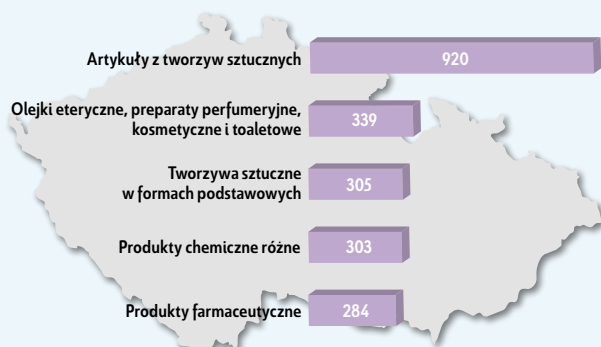 Artykuły z tworzyw sztucznych
920
Olejki eteryczne, preparaty perfumeryjne,
kosmetyczne i toaletowe
339
Tworzywa sztuczne
w formach podstawowych
305
Produkty chemiczne różne
303
Produkty farmaceutyczne
284